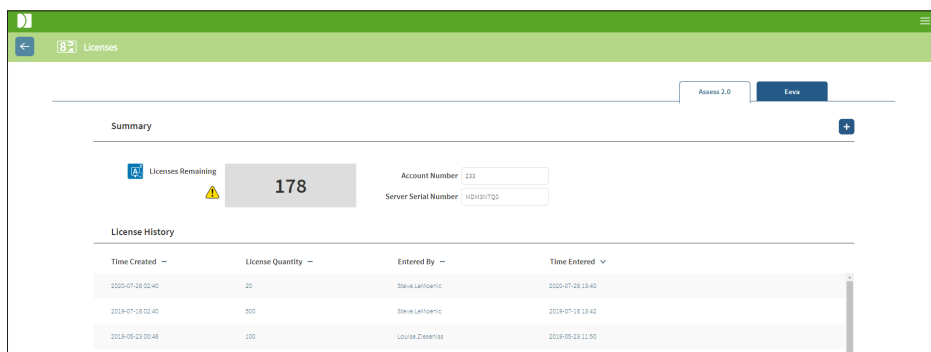 Licenses
Assess 2.0 Eeva
Summary
Licenses Remaining
178
Account Number 233
Server Serial Number MDM3NTQ0
License History
Time Created License Quantity Entered By Time Entered
2020-07-28 02:40 20 Steve.LeMoenic 2020-07-28 13:40
2019-07-18 02:40 500 Steve.LeMoenic 2019-07-18 13:42
2019-05-23 00:48 100 Louise.Zieseniss 2019-05-23 11:50